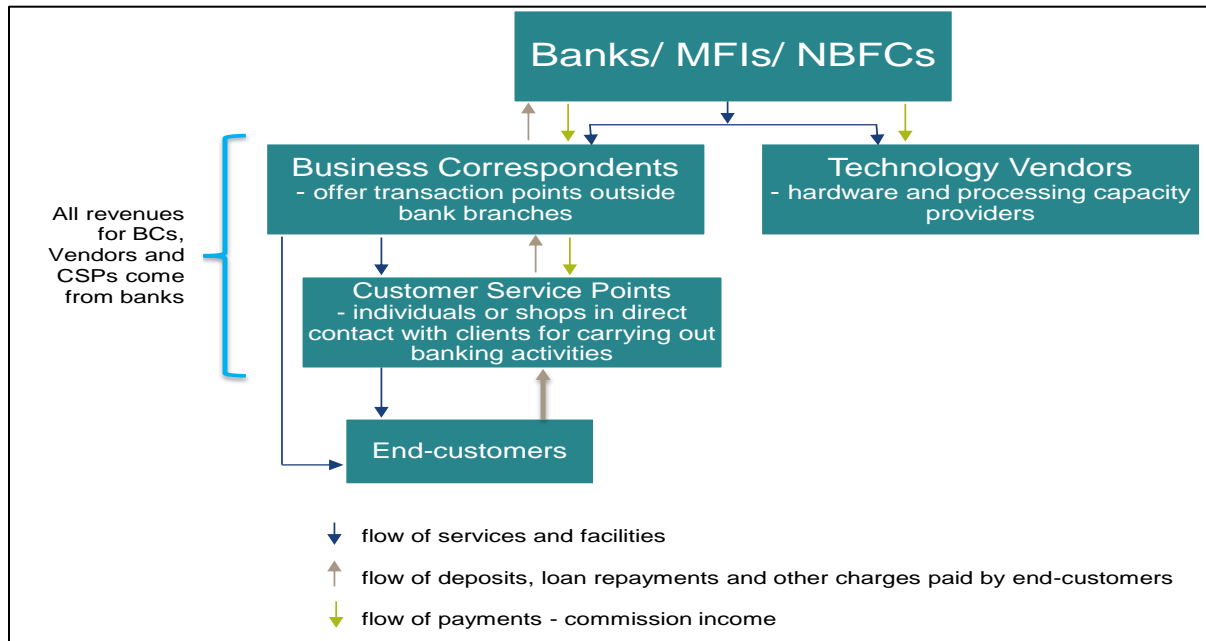 Banks/ MFIs/ NBFCs
Business Correspondents
- offer transaction points outside
bank branches
Technology Vendors
- hardware and processing capacity
providers
All revenues
for BCs,
Vendors and
CSPs come
from banks
Customer Service Points
- individuals or shops in direct
contact with clients for carrying out
banking activities
End-customers
flow of services and facilities
flow of deposits, loan repayments and other charges paid by end-customers
flow of payments - commission income